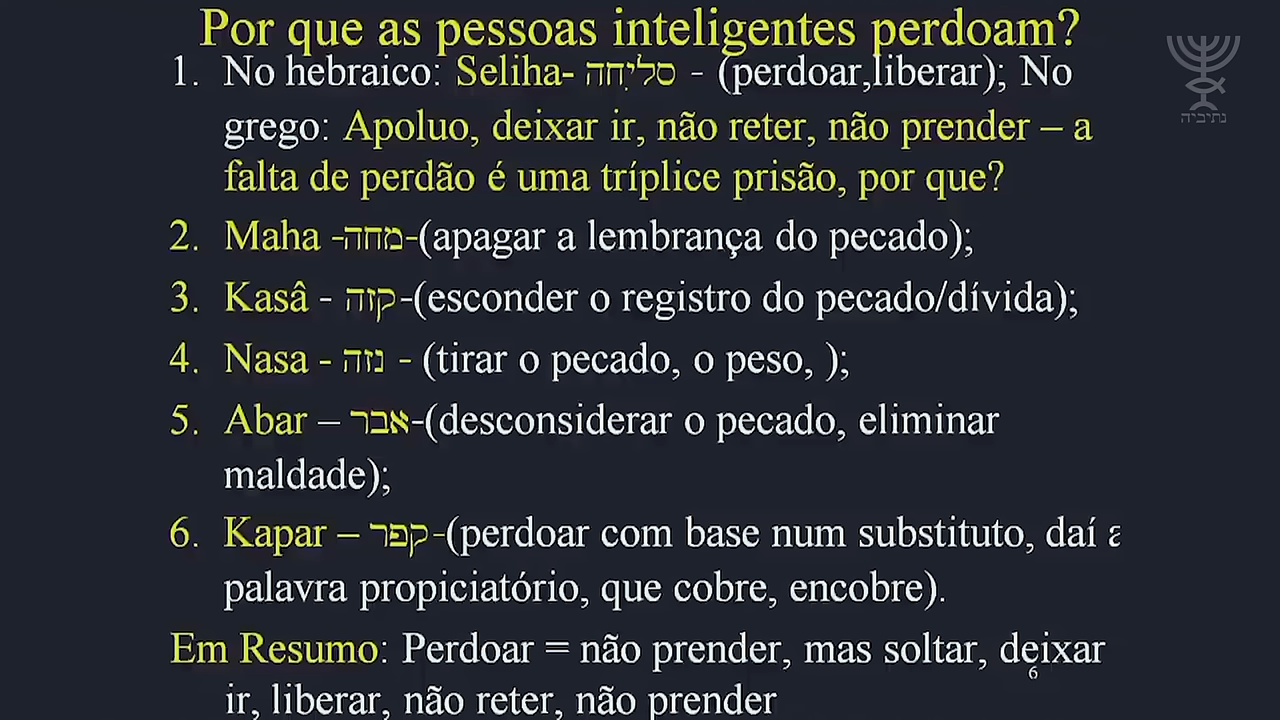 Por que as pessoas inteligentes perdoam?
1. No hebraico: Seliha- סליחה - (perdoar,liberar); No
grego: Apoluo, deixar ir, não reter, não prender – a
falta de perdão é uma tríplice prisão, por que?
2. Maha -מחה-(apagar a lembrança do pecado);
3. Kasâ - קזה-(esconder o registro do pecado/dívida);
4. Nasa - נזה - (tirar o pecado, o peso, );
5. Abar – אבר-(desconsiderar o pecado, eliminar
maldade);
6. Kapar – קפר-(perdoar com base num substituto, daí a
palavra propiciatório, que cobre, encobre).
Em Resumo: Perdoar = não prender, mas soltar, deixar
ir, liberar, não reter, não prender
6
נתיביה